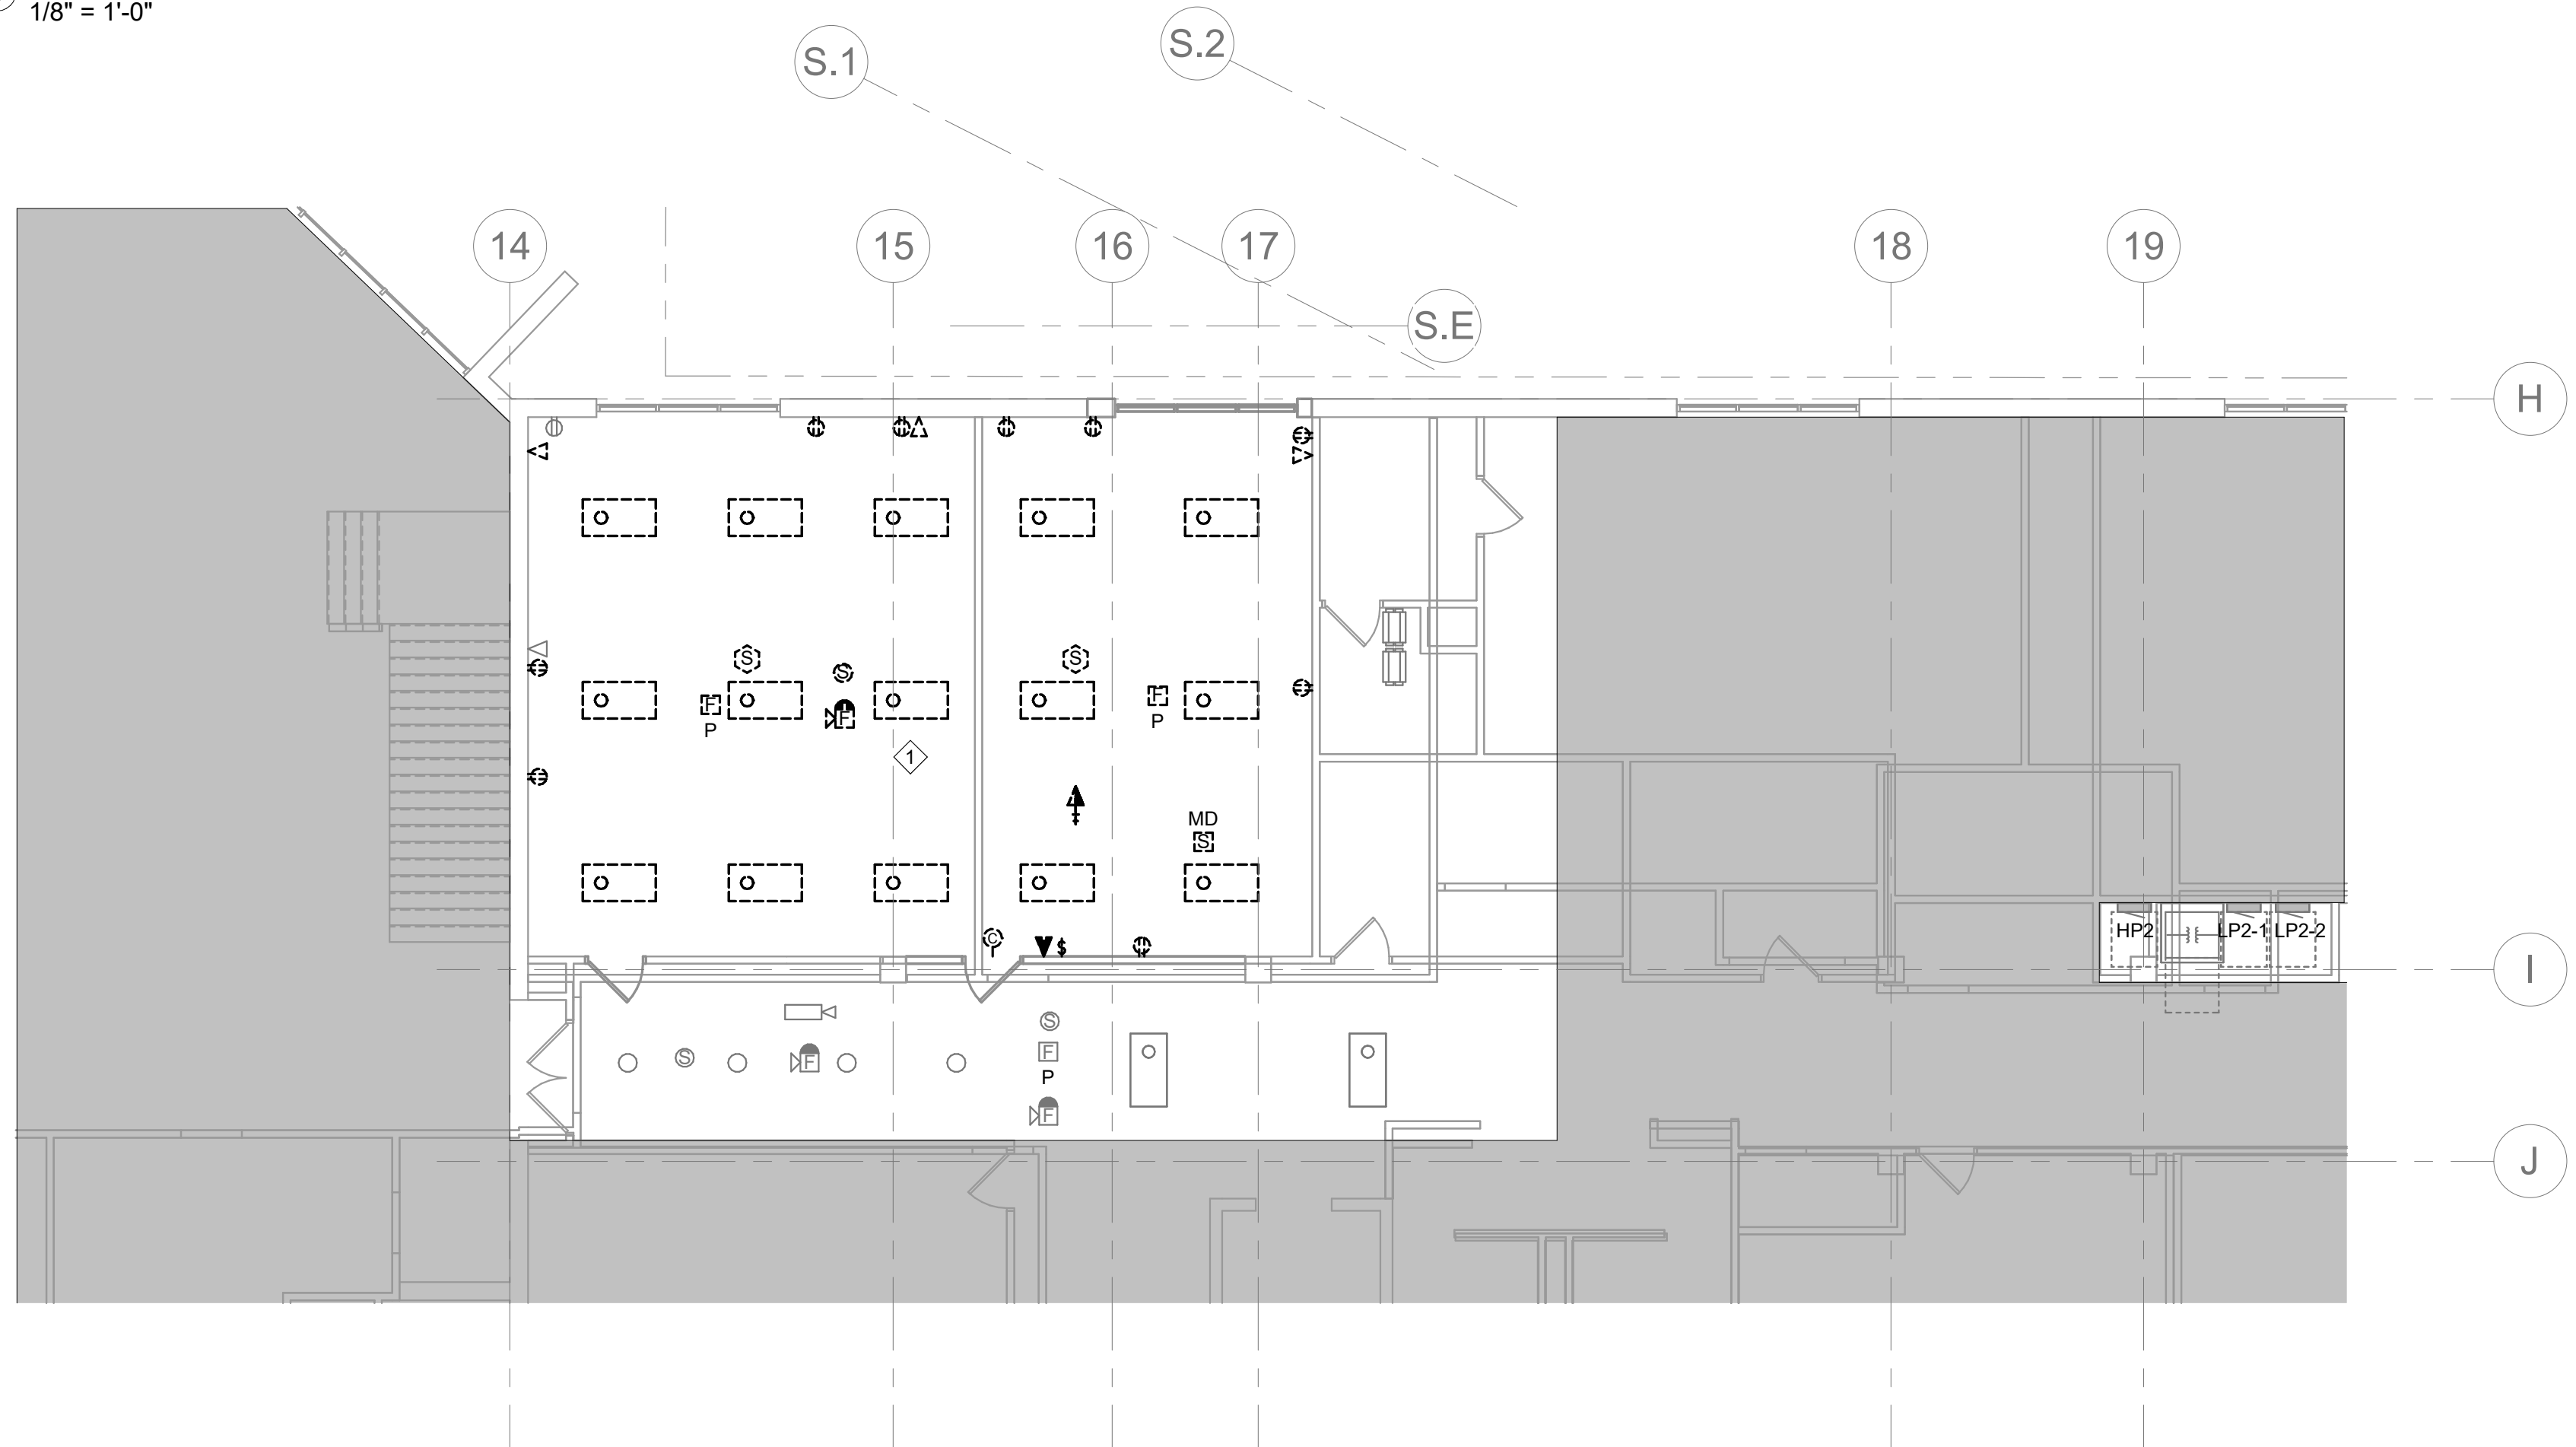 1/8" = 1'-0"
S.1
S.2
14
15
16
17
18
19
S.E
H
S
S
S
F
P
F
F
P
1
MD
S
C
$
HP2
LP2-1
LP2-2
I
S
S
F
F
P
F
J